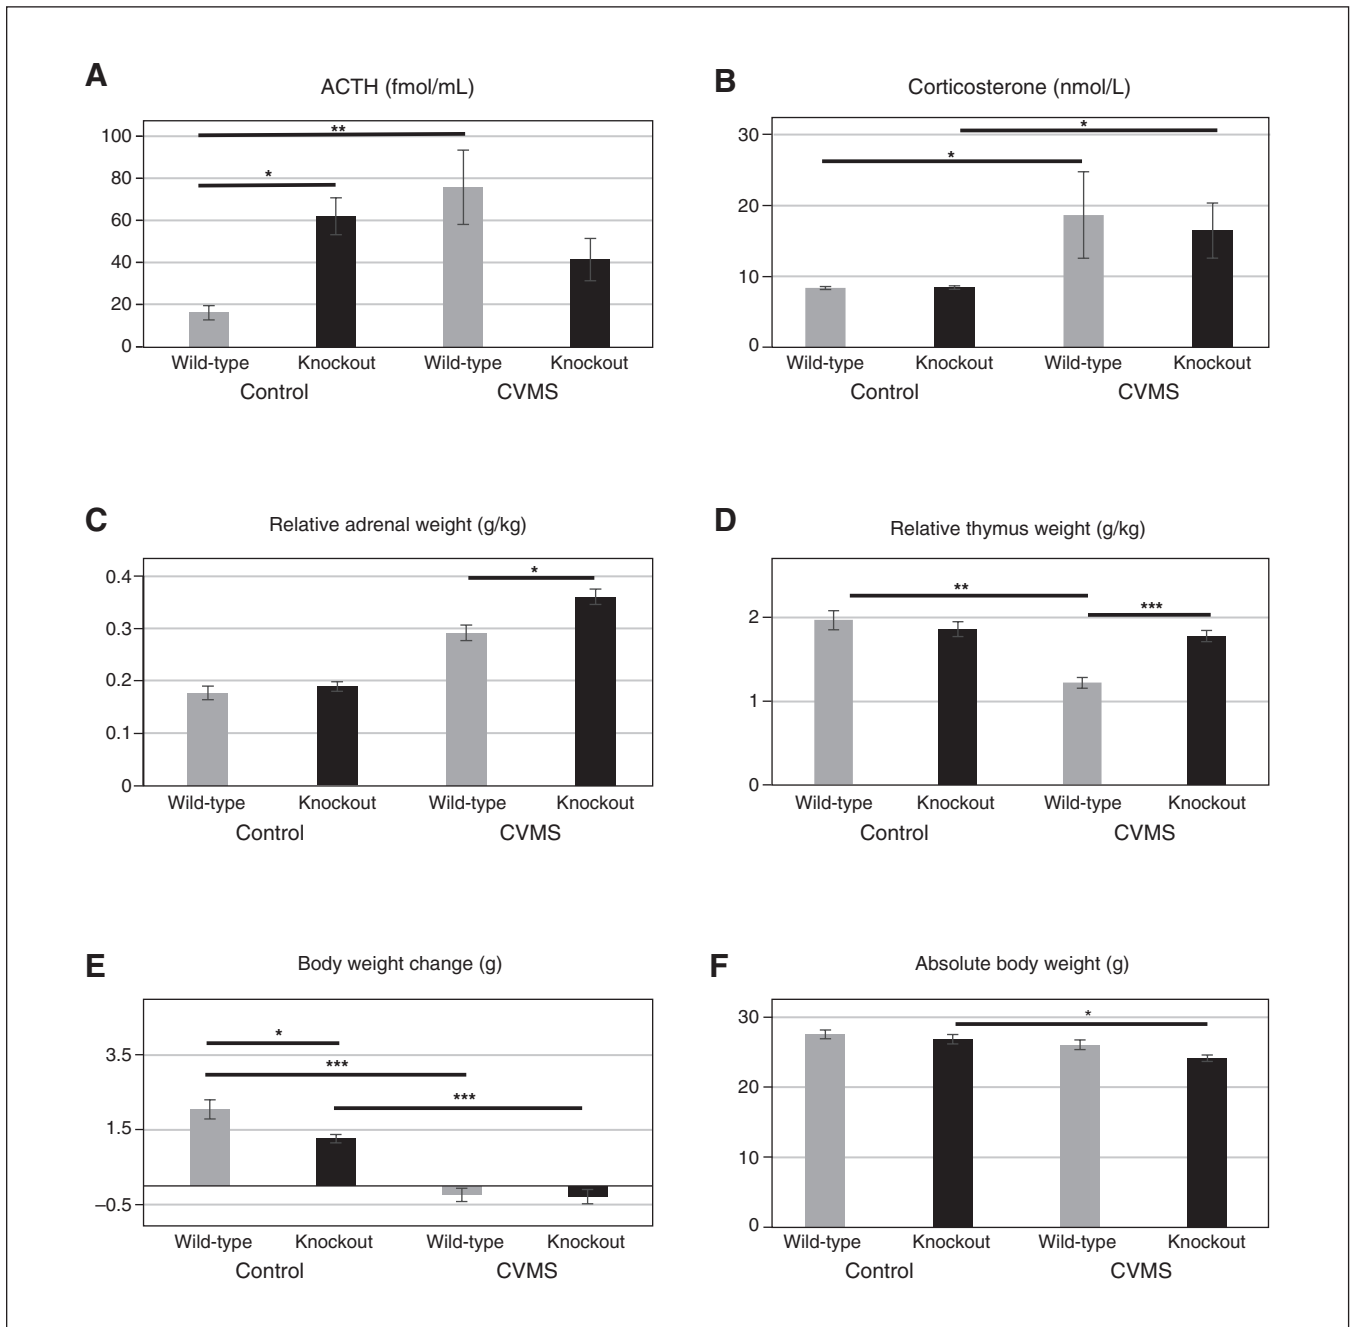 A
ACTH (fmol/mL)
100
80
60
40
20
0
**
*
Wild-type Knockout Wild-type Knockout
Control CVMS
B
Corticosterone (nmol/L)
30
20
10
0
*
*
Wild-type Knockout Wild-type Knockout
Control CVMS
C
Relative adrenal weight (g/kg)
0.4
0.3
0.2
0.1
0
*
Wild-type Knockout Wild-type Knockout
Control CVMS
D
Relative thymus weight (g/kg)
2
1
0
**
***
Wild-type Knockout Wild-type Knockout
Control CVMS
E
Body weight change (g)
3.5
1.5
–0.5
*
***
***
Wild-type Knockout Wild-type Knockout
Control CVMS
F
Absolute body weight (g)
30
20
10
0
*
Wild-type Knockout Wild-type Knockout
Control CVMS